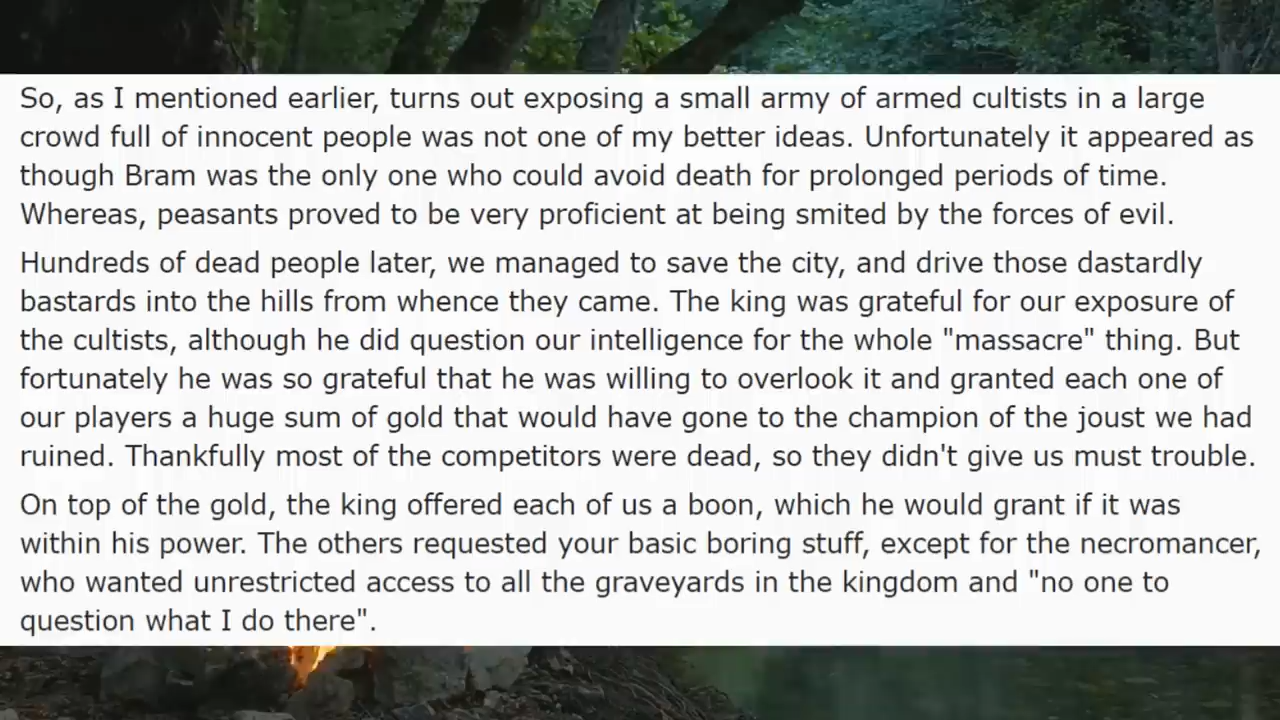 So, as I mentioned earlier, turns out exposing a small army of armed cultists in a large
crowd full of innocent people was not one of my better ideas. Unfortunately it appeared as
though Bram was the only one who could avoid death for prolonged periods of time.
Whereas, peasants proved to be very proficient at being smited by the forces of evil.
Hundreds of dead people later, we managed to save the city, and drive those dastardly
bastards into the hills from whence they came. The king was grateful for our exposure of
the cultists, although he did question our intelligence for the whole "massacre" thing. But
fortunately he was so grateful that he was willing to overlook it and granted each one of
our players a huge sum of gold that would have gone to the champion of the joust we had
ruined. Thankfully most of the competitors were dead, so they didn't give us must trouble.
On top of the gold, the king offered each of us a boon, which he would grant if it was
within his power. The others requested your basic boring stuff, except for the necromancer,
who wanted unrestricted access to all the graveyards in the kingdom and "no one to
question what I do there".